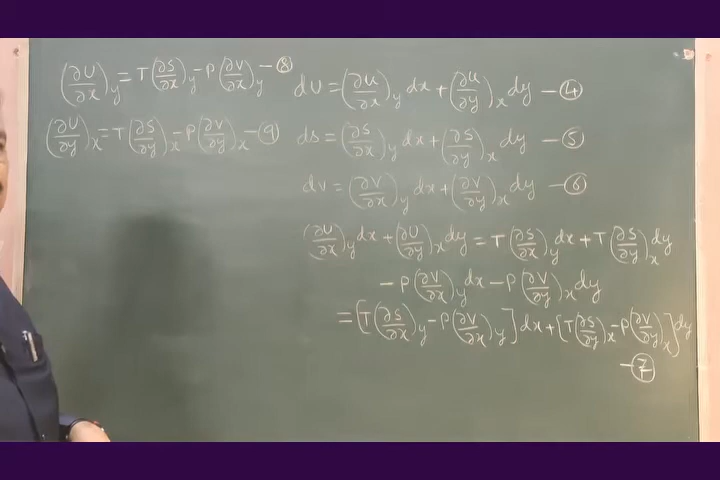 (∂U/∂x)_y = T(∂S/∂x)_y − P(∂V/∂x)_y − ⑧
(∂U/∂y)_x = T(∂S/∂y)_x − P(∂V/∂y)_x − ⑨
dU = (∂U/∂x)_y dx + (∂U/∂y)_x dy − ④
ds = (∂S/∂x)_y dx + (∂S/∂y)_x dy − ⑤
dv = (∂V/∂x)_y dx + (∂V/∂y)_x dy − ⑥
(∂U/∂x)_y dx + (∂U/∂y)_x dy = T(∂S/∂x)_y dx + T(∂S/∂y)_x dy
− P(∂V/∂x)_y dx − P(∂V/∂y)_x dy
= [T(∂S/∂x)_y − P(∂V/∂x)_y] dx + [T(∂S/∂y)_x − P(∂V/∂y)_x] dy
− ⑦